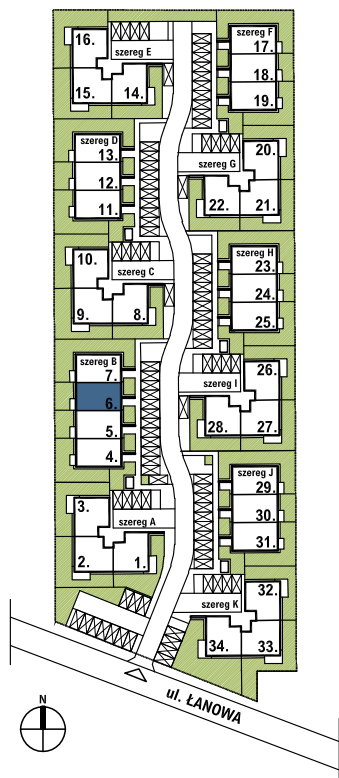 16.
szereg E
15.
14.
szereg F
17.
18.
19.
szereg D
13.
12.
11.
szereg G
20.
22.
21.
10.
szereg C
9.
8.
szereg H
23.
24.
25.
szereg B
7.
6.
5.
4.
26.
szereg I
28.
27.
3.
szereg A
2.
1.
szereg J
29.
30.
31.
32.
szereg K
34.
33.
ul. ŁANOWA
N